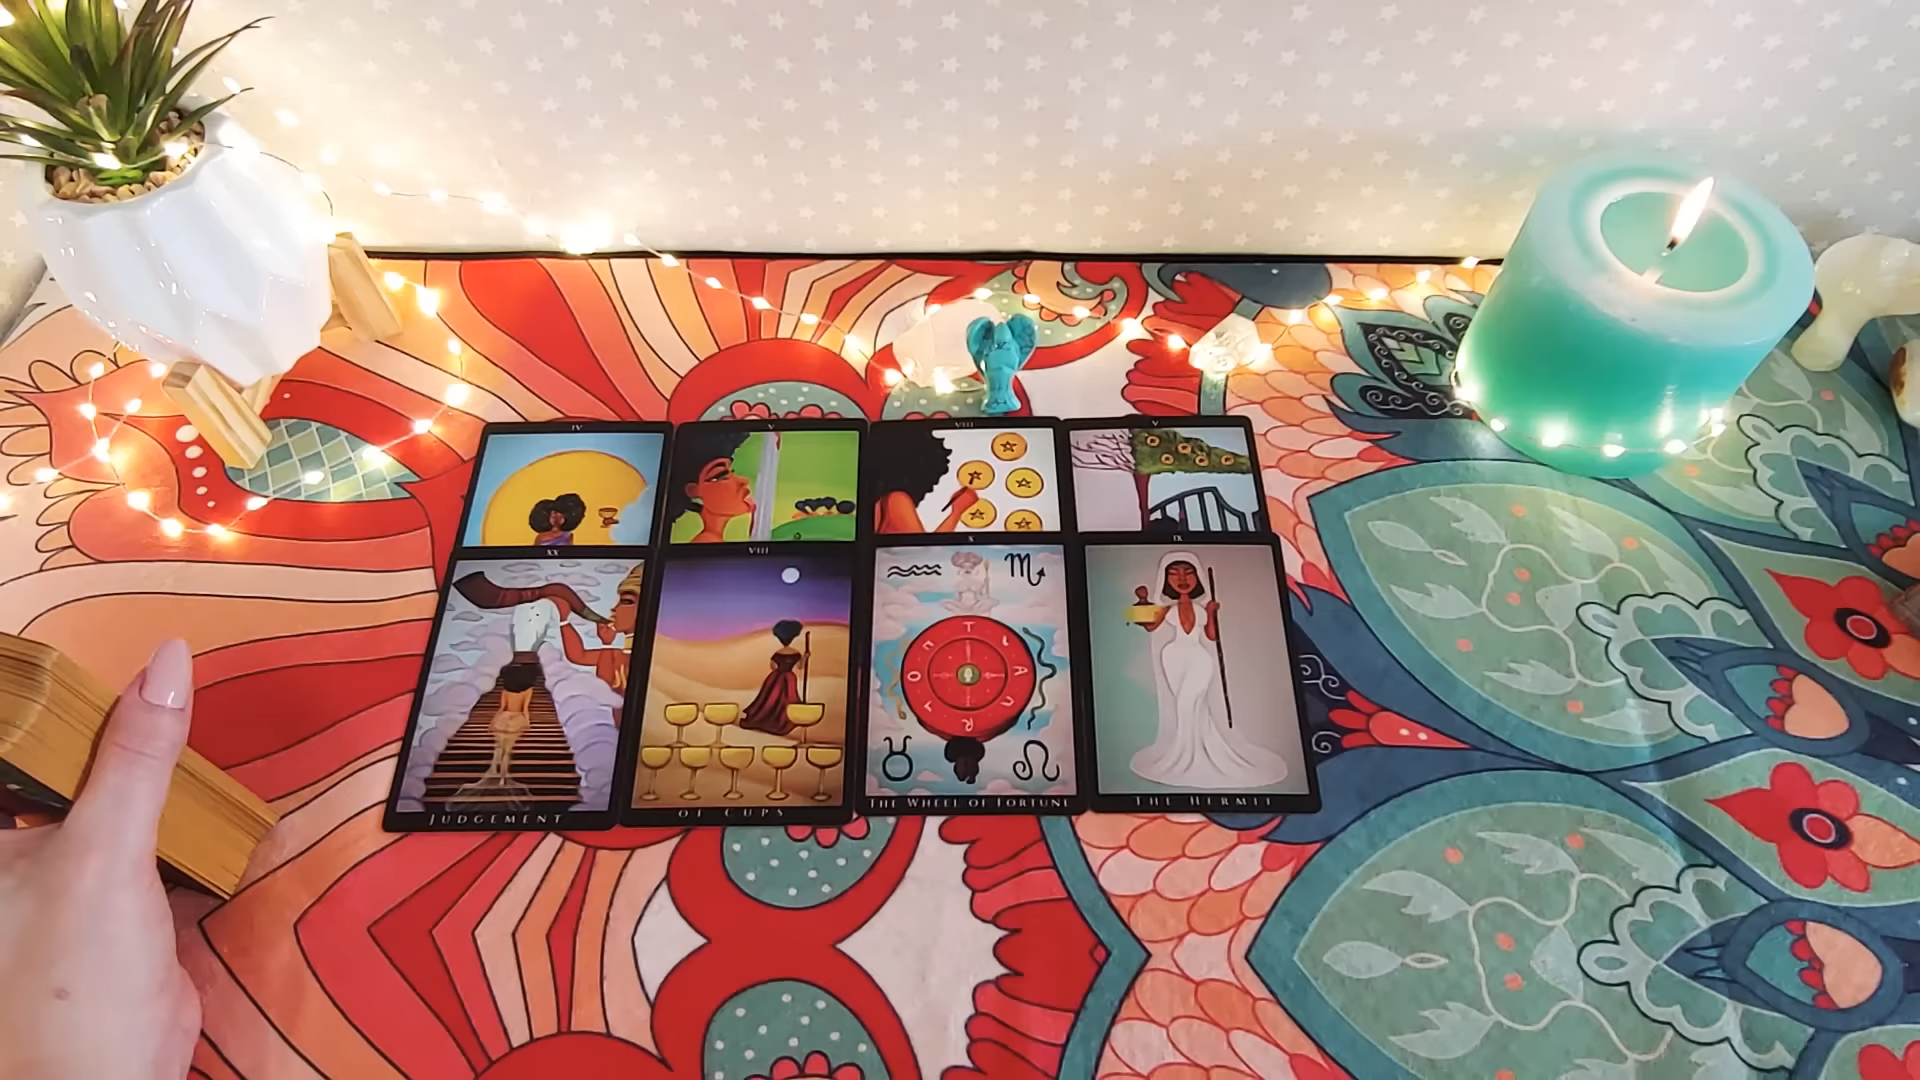 IV
V
VIII
V
XX
VIII
X
IX
T
A
R
O
JUDGEMENT
OF CUPS
THE WHEEL OF FORTUNE
THE HERMIT